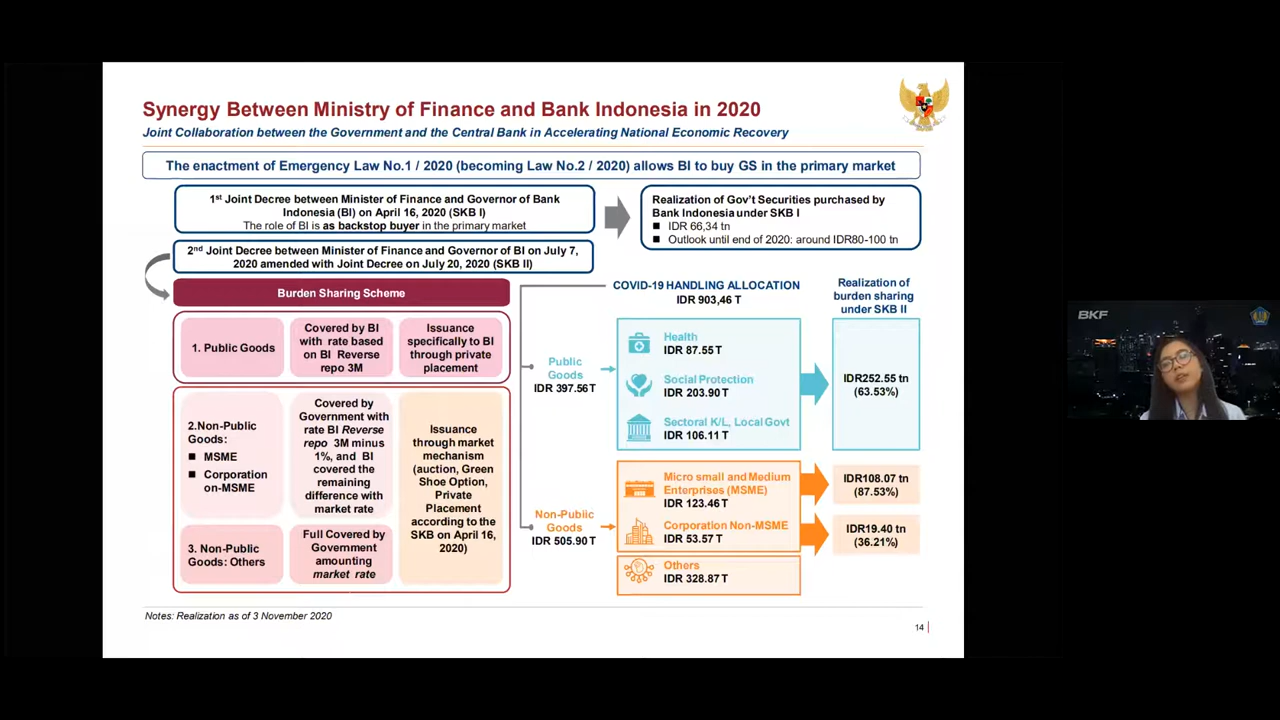 Synergy Between Ministry of Finance and Bank Indonesia in 2020
Joint Collaboration between the Government and the Central Bank in Accelerating National Economic Recovery
The enactment of Emergency Law No.1 / 2020 (becoming Law No.2 / 2020) allows BI to buy GS in the primary market
1st Joint Decree between Minister of Finance and Governor of Bank
Indonesia (BI) on April 16, 2020 (SKB I)
The role of BI is as backstop buyer in the primary market
Realization of Gov't Securities purchased by
Bank Indonesia under SKB I
■ IDR 66,34 tn
■ Outlook until end of 2020: around IDR80-100 tn
2nd Joint Decree between Minister of Finance and Governor of BI on July 7,
2020 amended with Joint Decree on July 20, 2020 (SKB II)
Burden Sharing Scheme
1. Public Goods
Covered by BI
with rate based
on BI Reverse
repo 3M
Issuance
specifically to BI
through private
placement
2.Non-Public
Goods:
■ MSME
■ Corporation
on-MSME
Covered by
Government with
rate BI Reverse
repo 3M minus
1%, and BI
covered the
remaining
difference with
market rate
Issuance
through market
mechanism
(auction, Green
Shoe Option,
Private
Placement
according to the
SKB on April 16,
2020)
3. Non-Public
Goods: Others
Full Covered by
Government
amounting
market rate
COVID-19 HANDLING ALLOCATION
IDR 903,46 T
Realization of
burden sharing
under SKB II
Public
Goods
IDR 397.56 T
Health
IDR 87.55 T
Social Protection
IDR 203.90 T
Sectoral K/L, Local Govt
IDR 106.11 T
IDR252.55 tn
(63.53%)
Non-Public
Goods
IDR 505.90 T
Micro small and Medium
Enterprises (MSME)
IDR 123.46 T
Corporation Non-MSME
IDR 53.57 T
Others
IDR 328.87 T
IDR108.07 tn
(87.53%)
IDR19.40 tn
(36.21%)
Notes: Realization as of 3 November 2020
14
BKF